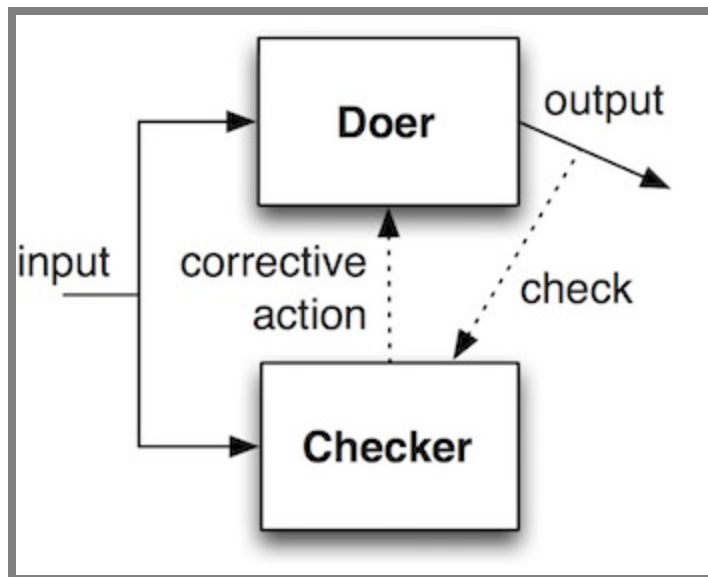 Doer
output
input
corrective
action
check
Checker